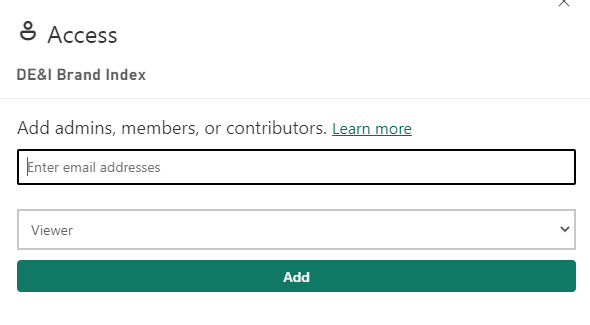 Access
DE&I Brand Index
Add admins, members, or contributors. Learn more
Enter email addresses
Viewer
Add